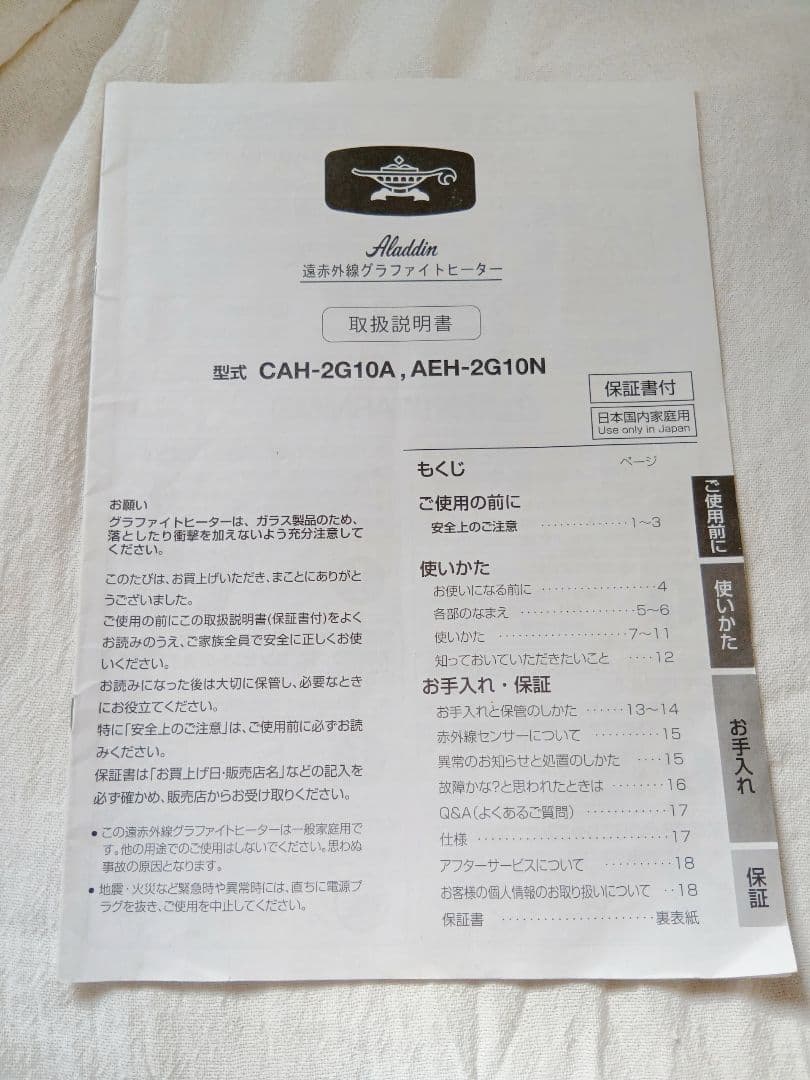 Aladdin
遠赤外線グラファイトヒーター
取扱説明書
型式 CAH-2G10A , AEH-2G10N
保証書付
日本国内家庭用
Use only in Japan
お願い
グラファイトヒーターは、ガラス製品のため、
落としたり衝撃を加えないよう充分注意して
ください。
このたびは、お買上げいただき、まことにありがと
うございました。
ご使用の前にこの取扱説明書(保証書付)をよく
お読みのうえ、ご家族全員で安全に正しくお使
いください。
お読みになった後は大切に保管し、必要なとき
にお役立てください。
特に「安全上のご注意」は、ご使用前に必ずお読
みください。
保証書は「お買上げ日・販売店名」などの記入を
必ず確かめ、販売店からお受け取りください。
●この遠赤外線グラファイトヒーターは一般家庭用で
す。他の用途でのご使用はしないでください。思わぬ
事故の原因となります。
●地震・火災など緊急時や異常時には、直ちに電源プ
ラグを抜き、ご使用を中止してください。
もくじ ページ
ご使用の前に
安全上のご注意 ･･････････････1～3
使いかた
お使いになる前に ･････････････････4
各部のなまえ ･････････････････5～6
使いかた ･･･････････････････7～11
知っておいていただきたいこと ････12
お手入れ・保証
お手入れと保管のしかた ･･････13～14
赤外線センサーについて ･･････････15
異常のお知らせと処置のしかた ････15
故障かな?と思われたときは ･･･････16
Q&A(よくあるご質問) ･･･････････17
仕様 ･･･････････････････････････17
アフターサービスについて ･････････18
お客様の個人情報のお取り扱いについて ･･18
保証書 ･･････････････････････裏表紙
ご使用前に
使いかた
お手入れ
保証